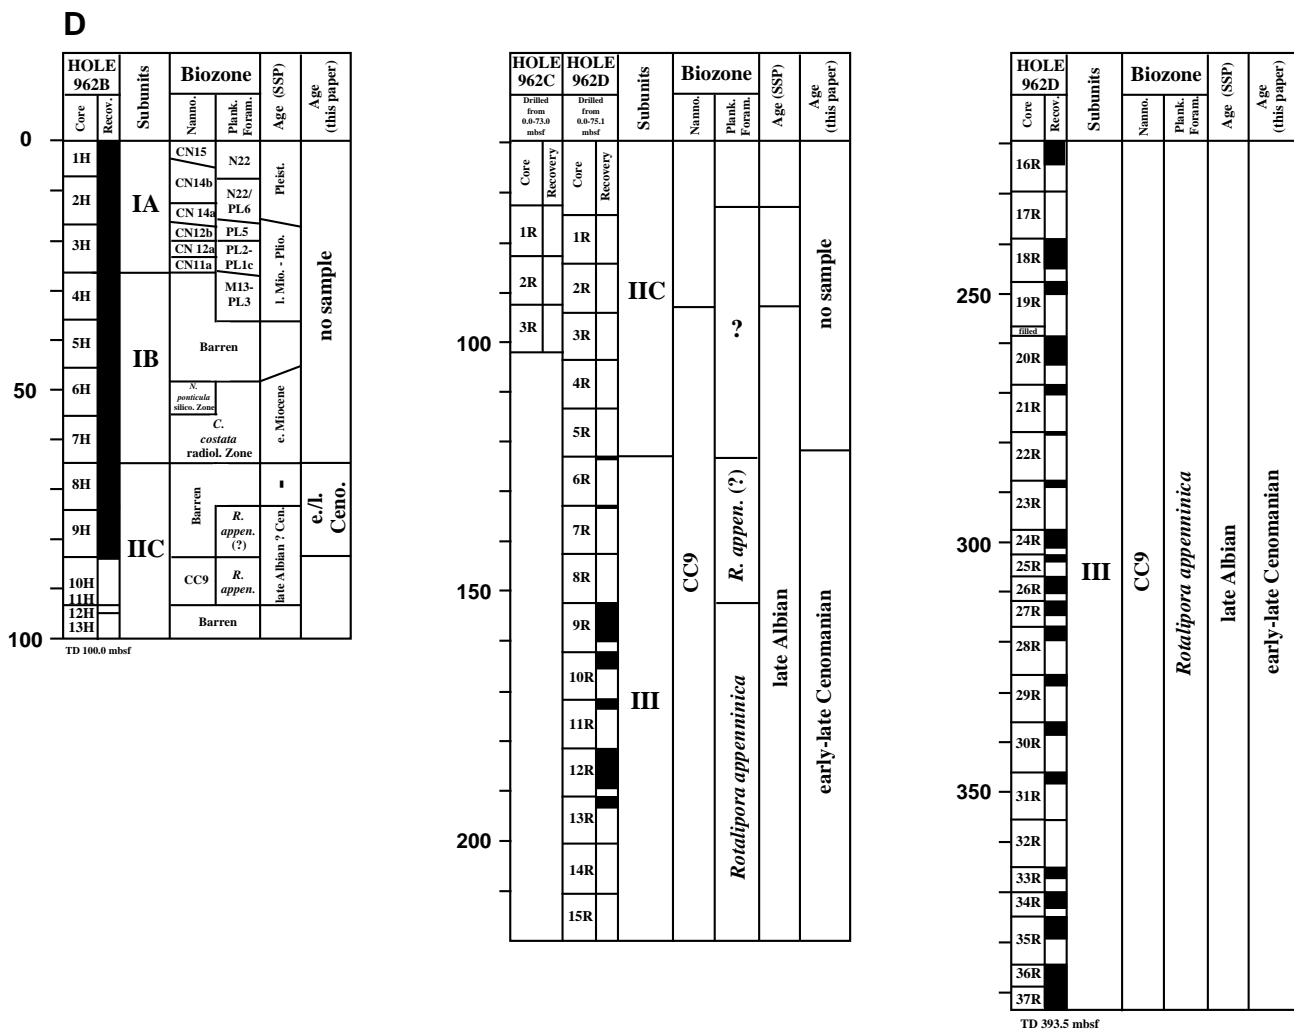 D
HOLE
962B
Core
Recov.
Subunits
Biozone
Nanno.
Plank.
Foram.
Age (SSP)
Age
(this paper)
0
50
100
1H
2H
3H
4H
5H
6H
7H
8H
9H
10H
11H
12H
13H
IA
IB
IIC
CN15
CN14b
CN 14a
CN12b
CN 12a
CN11a
N22
N22/
PL6
PL5
PL2-
PL1c
M13-
PL3
Barren
N.
ponticula
silico. Zone
C.
costata
radiol. Zone
Barren
R.
appen.
(?)
CC9
R.
appen.
Barren
Pleist.
l. Mio. - Plio.
e. Miocene
-
late Albian ? Cen.
no sample
e./l.
Ceno.
TD 100.0 mbsf
HOLE
962C
HOLE
962D
Drilled
from
0.0-73.0
mbsf
Drilled
from
0.0-75.1
mbsf
Core
Recovery
Core
Recovery
Subunits
Biozone
Nanno.
Plank.
Foram.
Age (SSP)
Age
(this paper)
100
150
200
1R
2R
3R
1R
2R
3R
4R
5R
6R
7R
8R
9R
10R
11R
12R
13R
14R
15R
IIC
III
CC9
?
R. appen. (?)
Rotalipora appenninica
late Albian
no sample
early-late Cenomanian
HOLE
962D
Core
Recov.
Subunits
Biozone
Nanno.
Plank.
Foram.
Age (SSP)
Age
(this paper)
250
300
350
16R
17R
18R
19R
filled
20R
21R
22R
23R
24R
25R
26R
27R
28R
29R
30R
31R
32R
33R
34R
35R
36R
37R
III
CC9
Rotalipora appenninica
late Albian
early-late Cenomanian
TD 393.5 mbsf